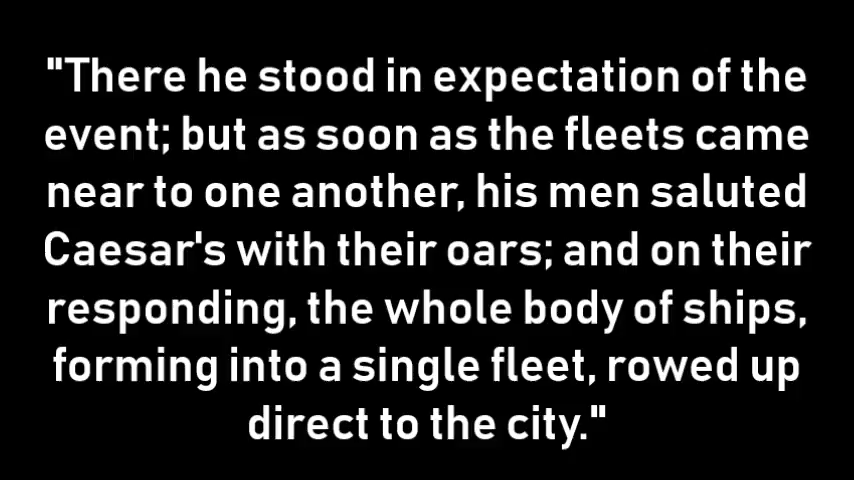 "There he stood in expectation of the
event; but as soon as the fleets came
near to one another, his men saluted
Caesar's with their oars; and on their
responding, the whole body of ships,
forming into a single fleet, rowed up
direct to the city."